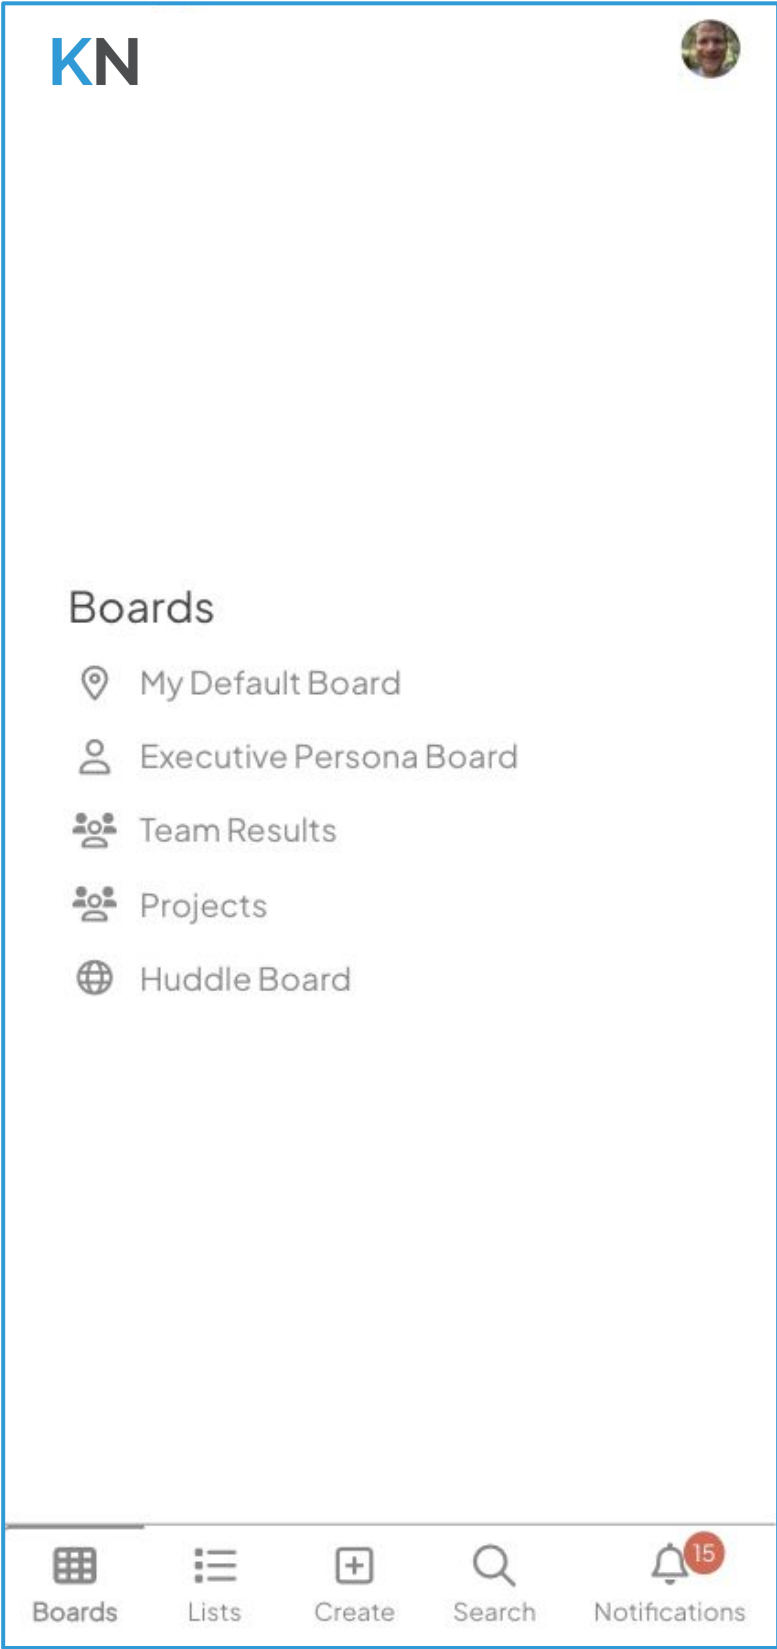 KN
Boards
My Default Board
Executive Persona Board
Team Results
Projects
Huddle Board
15
Boards
Lists
Create
Search
Notifications